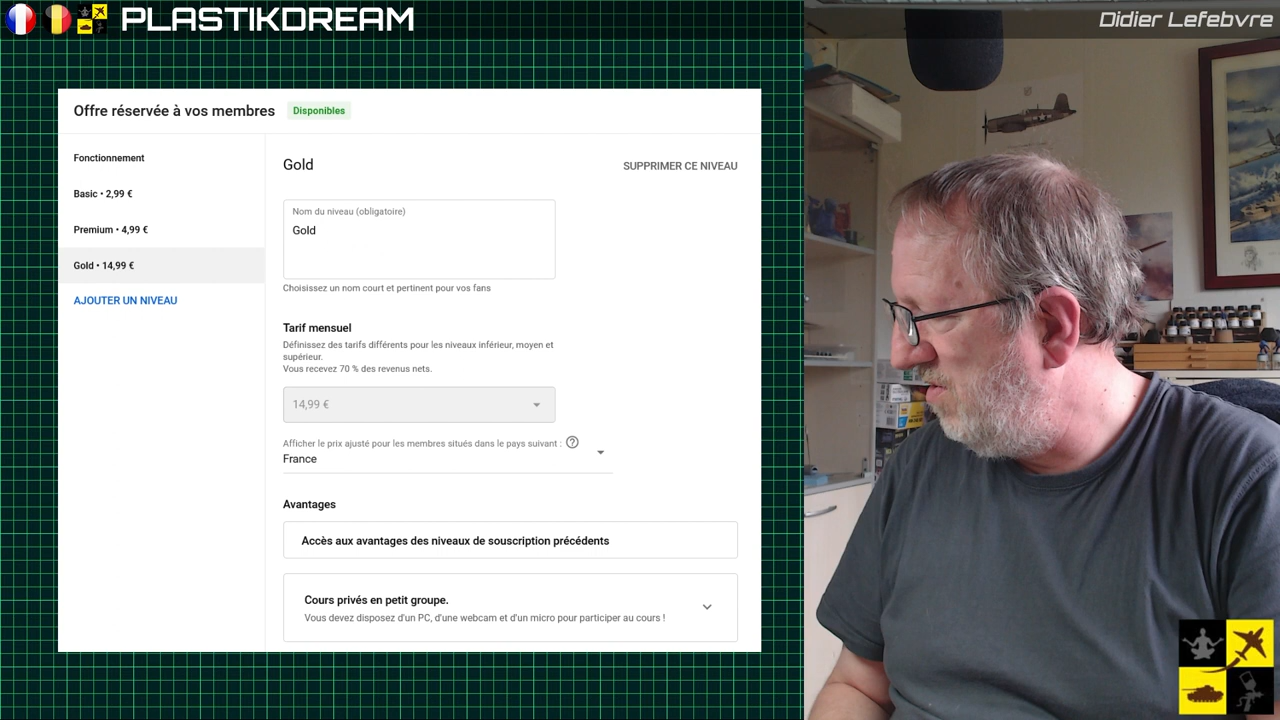 PLASTIKDREAM
Didier Lefebvre
Offre réservée à vos membres
Disponibles
Fonctionnement
Basic • 2,99 €
Premium • 4,99 €
Gold • 14,99 €
AJOUTER UN NIVEAU
Gold
SUPPRIMER CE NIVEAU
Nom du niveau (obligatoire)
Gold
Choisissez un nom court et pertinent pour vos fans
Tarif mensuel
Définissez des tarifs différents pour les niveaux inférieur, moyen et
supérieur.
Vous recevez 70 % des revenus nets.
14,99 €
Afficher le prix ajusté pour les membres situés dans le pays suivant :
France
Avantages
Accès aux avantages des niveaux de souscription précédents
Cours privés en petit groupe.
Vous devez disposez d'un PC, d'une webcam et d'un micro pour participer au cours !